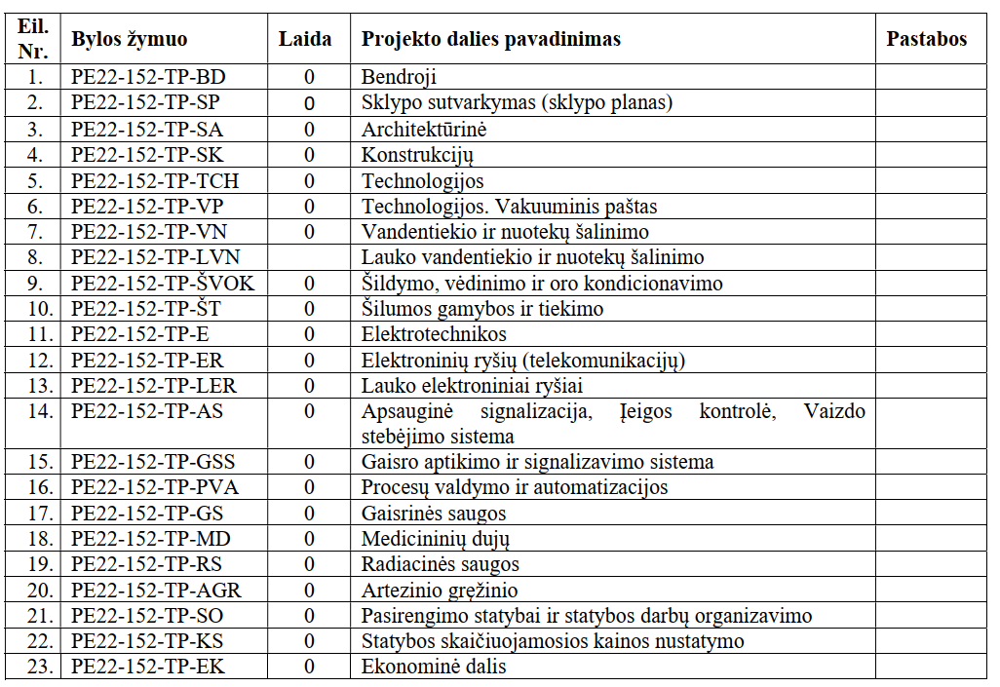 Eil. Nr. Bylos žymuo Laida Projekto dalies pavadinimas Pastabos
1. PE22-152-TP-BD 0 Bendroji
2. PE22-152-TP-SP 0 Sklypo sutvarkymas (sklypo planas)
3. PE22-152-TP-SA 0 Architektūrinė
4. PE22-152-TP-SK 0 Konstrukcijų
5. PE22-152-TP-TCH 0 Technologijos
6. PE22-152-TP-VP 0 Technologijos. Vakuuminis paštas
7. PE22-152-TP-VN 0 Vandentiekio ir nuotekų šalinimo
8. PE22-152-TP-LVN Lauko vandentiekio ir nuotekų šalinimo
9. PE22-152-TP-ŠVOK 0 Šildymo, vėdinimo ir oro kondicionavimo
10. PE22-152-TP-ŠT 0 Šilumos gamybos ir tiekimo
11. PE22-152-TP-E 0 Elektrotechnikos
12. PE22-152-TP-ER 0 Elektroninių ryšių (telekomunikacijų)
13. PE22-152-TP-LER 0 Lauko elektroniniai ryšiai
14. PE22-152-TP-AS 0 Apsauginė signalizacija, Įeigos kontrolė, Vaizdo
stebėjimo sistema
15. PE22-152-TP-GSS 0 Gaisro aptikimo ir signalizavimo sistema
16. PE22-152-TP-PVA 0 Procesų valdymo ir automatizacijos
17. PE22-152-TP-GS 0 Gaisrinės saugos
18. PE22-152-TP-MD 0 Medicininių dujų
19. PE22-152-TP-RS 0 Radiacinės saugos
20. PE22-152-TP-AGR 0 Artezinio gręžinio
21. PE22-152-TP-SO 0 Pasirengimo statybai ir statybos darbų organizavimo
22. PE22-152-TP-KS 0 Statybos skaičiuojamosios kainos nustatymo
23. PE22-152-TP-EK 0 Ekonominė dalis